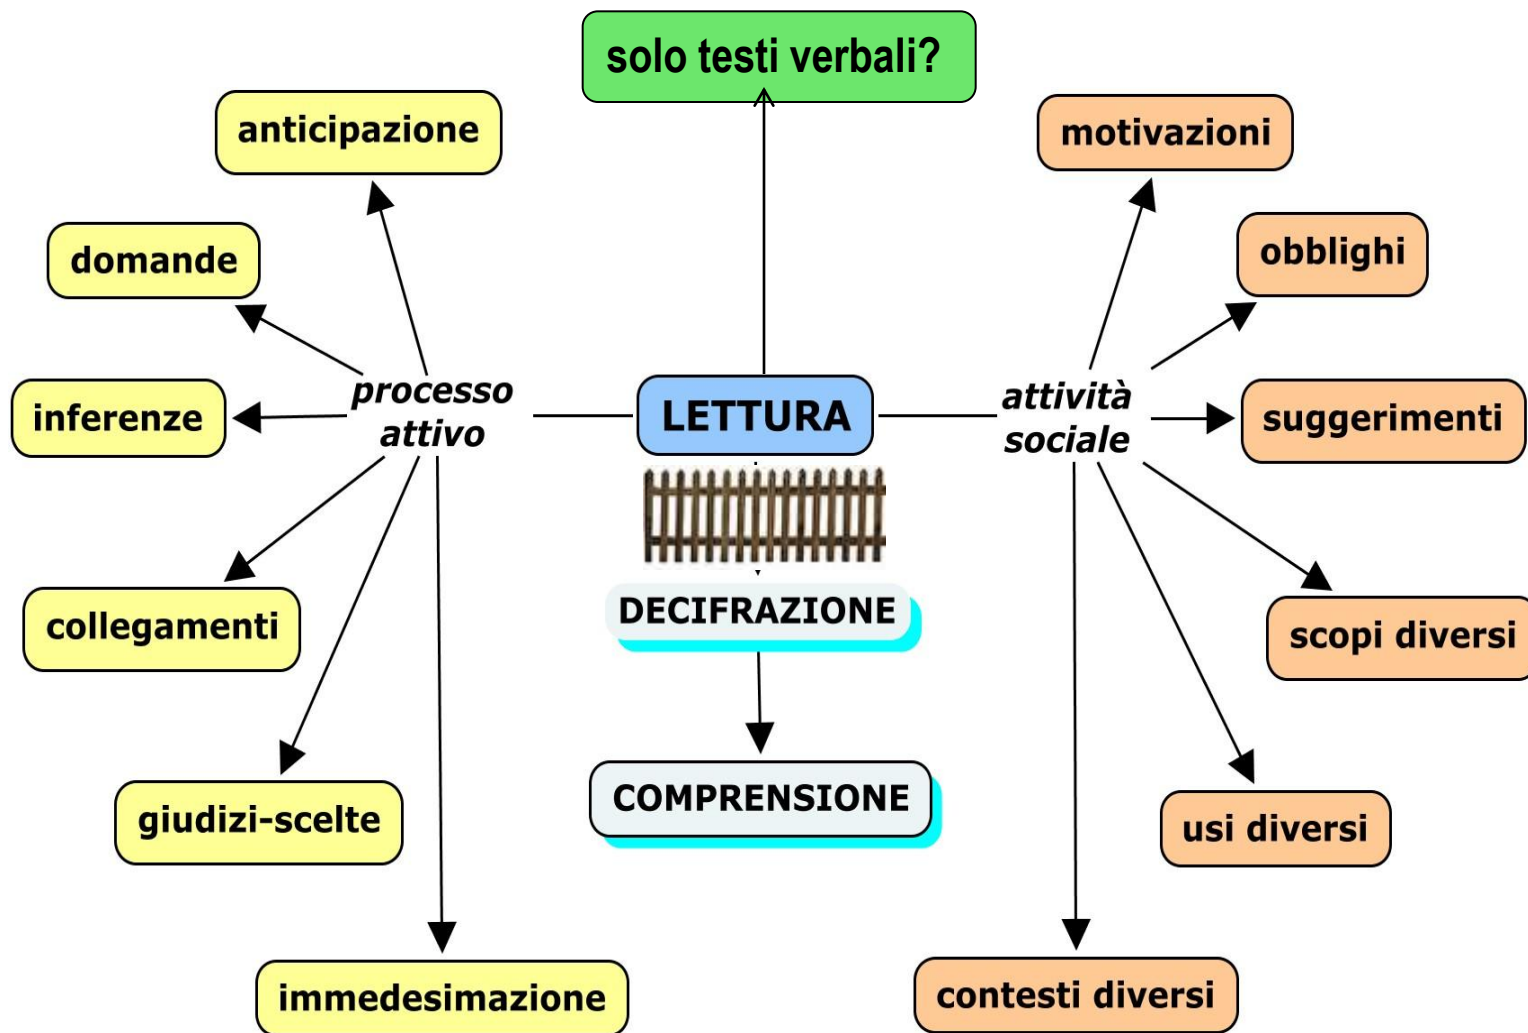 solo testi verbali?
anticipazione
motivazioni
domande
obblighi
processo
attivo
LETTURA
attività
sociale
inferenze
suggerimenti
DECIFRAZIONE
collegamenti
scopi diversi
COMPRENSIONE
giudizi-scelte
usi diversi
immedesimazione
contesti diversi